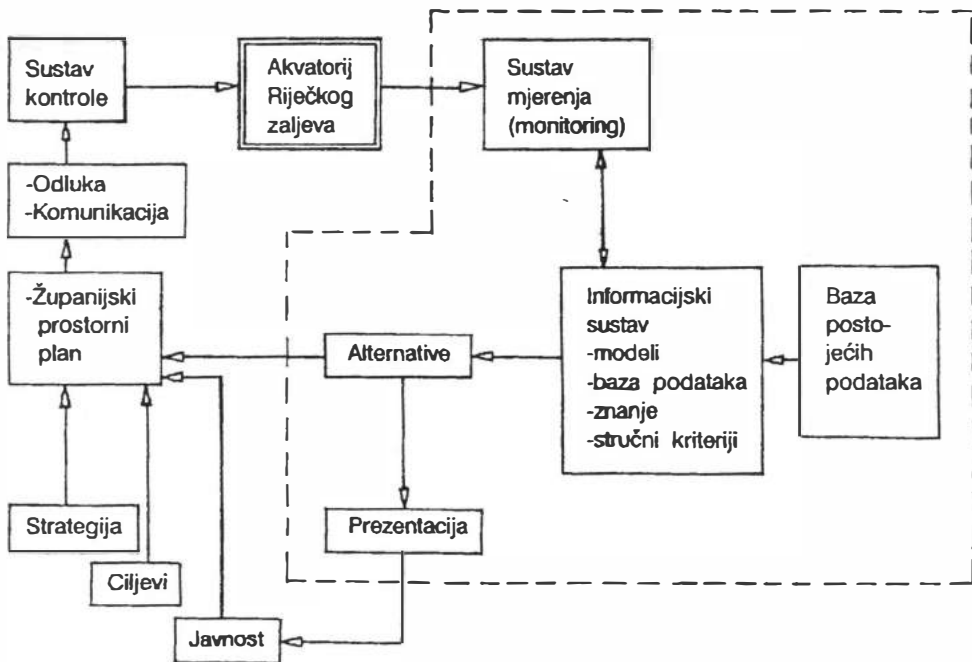 Sustav
kontrole
Akvatorij
Riječkog
zaljeva
Sustav
mjerenja
(monitoring)
-Odluka
-Komunikacija
-Županijski
prostorni
plan
Alternative
Informacijski
sustav
-modeli
-baza podataka
-znanje
-stručni kriteriji
Baza
posto-
jećih
podataka
Strategija
Prezentacija
Ciljevi
Javnost